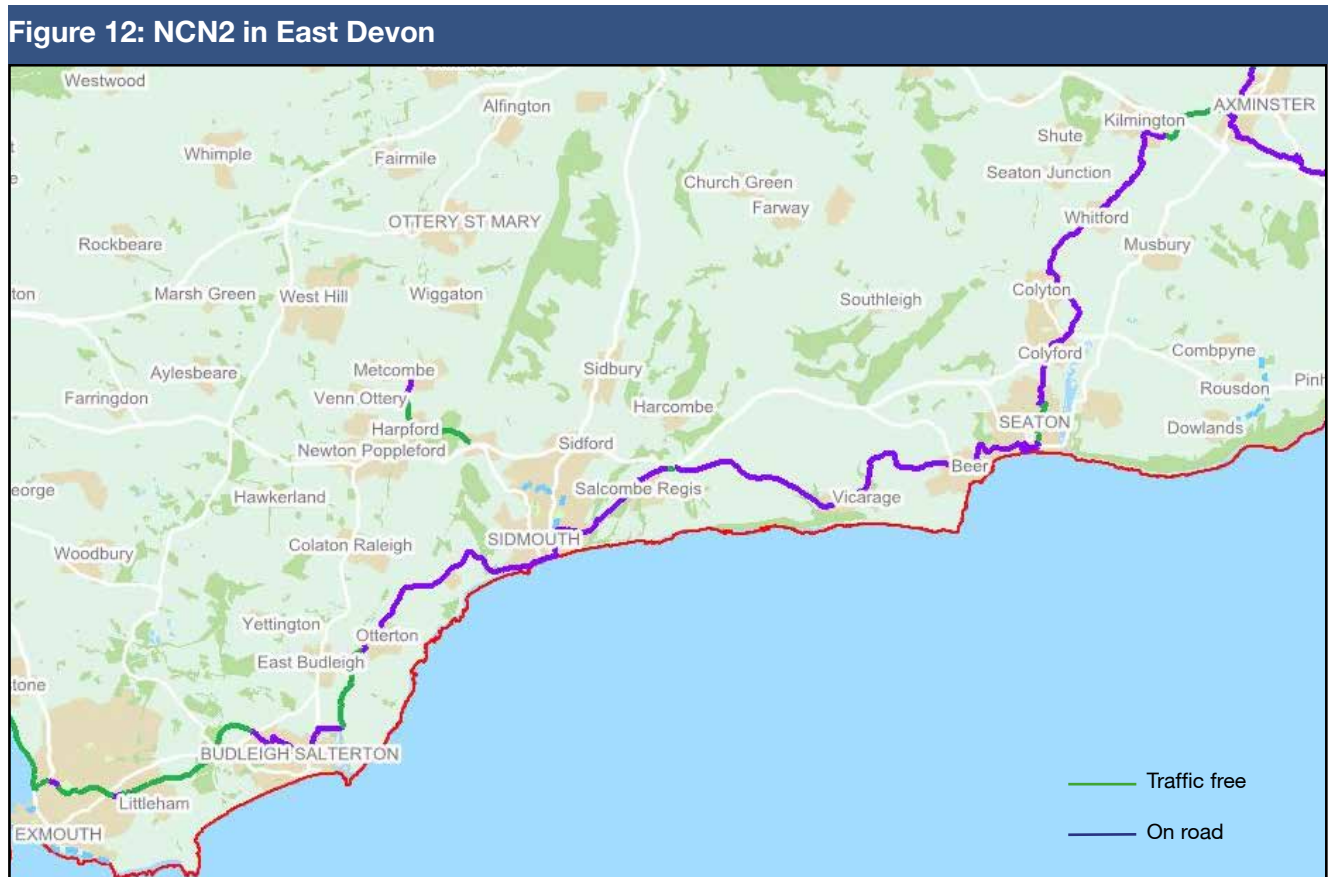 Figure 12: NCN2 in East Devon
Westwood
Alfington
AXMINSTER
Kilmington
Shute
Whimple
Fairmile
Seaton Junction
Church Green
Farway
OTTERY ST MARY
Whitford
Rockbeare
Musbury
ton
Marsh Green
West Hill
Wiggaton
Southleigh
Colyton
Colyford
Combpyne
Aylesbeare
Metcombe
Sidbury
Rousdon
Pinh
Farringdon
Venn Ottery
Harcombe
SEATON
Dowlands
Harpford
Sidford
Newton Poppleford
Beer
eorge
Hawkerland
Salcombe Regis
Vicarage
Woodbury
Colaton Raleigh
SIDMOUTH
Yettington
Otterton
East Budleigh
tone
BUDLEIGH SALTERTON
Littleham
EXMOUTH
Traffic free
On road